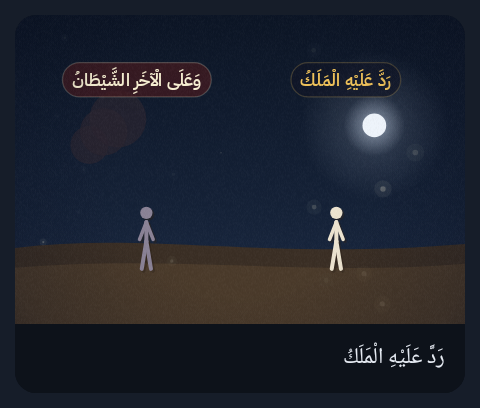 رَدَّ عَلَيْهِ الْمَلَكُ
وَعَلَى الْآخَرِ الشَّيْطَانُ
رَدَّ عَلَيْهِ الْمَلَكُ